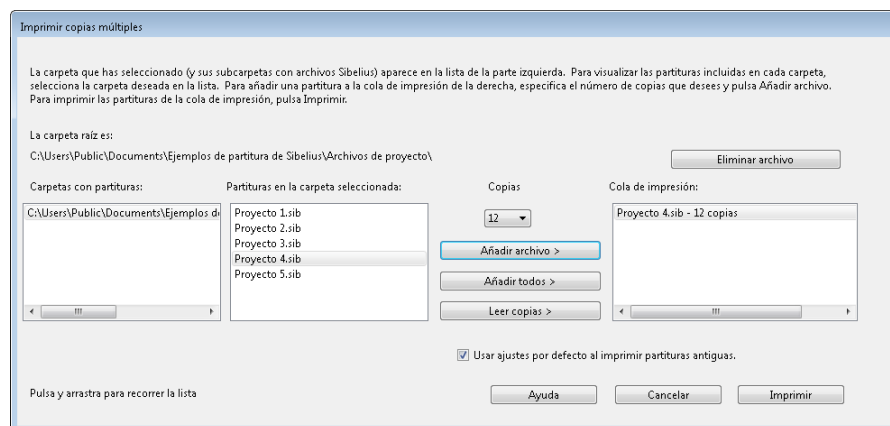 Imprimir copias múltiples
La carpeta que has seleccionado (y sus subcarpetas con archivos Sibelius) aparece en la lista de la parte izquierda. Para visualizar las partituras incluidas en cada carpeta,
selecciona la carpeta deseada en la lista. Para añadir una partitura a la cola de impresión de la derecha, especifica el número de copias que desees y pulsa Añadir archivo.
Para imprimir las partituras de la cola de impresión, pulsa Imprimir.
La carpeta raíz es:
C:\Users\Public\Documents\Ejemplos de partitura de Sibelius\Archivos de proyecto\
Eliminar archivo
Carpetas con partituras:
Partituras en la carpeta seleccionada:
Copias
Cola de impresión:
C:\Users\Public\Documents\Ejemplos de
Proyecto 1.sib
Proyecto 2.sib
Proyecto 3.sib
Proyecto 4.sib
Proyecto 5.sib
12
Añadir archivo >
Añadir todos >
Leer copias >
Proyecto 4.sib - 12 copias
Usar ajustes por defecto al imprimir partituras antiguas.
Pulsa y arrastra para recorrer la lista
Ayuda
Cancelar
Imprimir